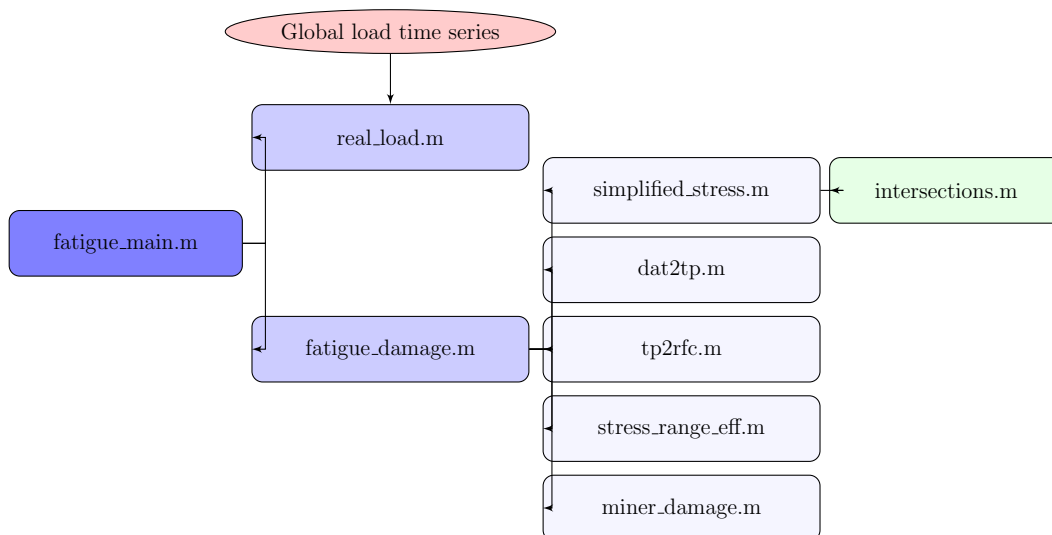 Global load time series
real_load.m
simplified_stress.m
intersections.m
fatigue_main.m
dat2tp.m
fatigue_damage.m
tp2rfc.m
stress_range_eff.m
miner_damage.m